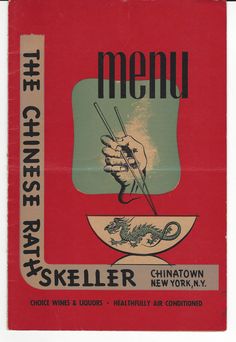 menu
THE CHINESE RATHSKELLER
CHINATOWN
NEW YORK, N.Y.
CHOICE WINES & LIQUORS • HEALTHFULLY AIR CONDITIONED